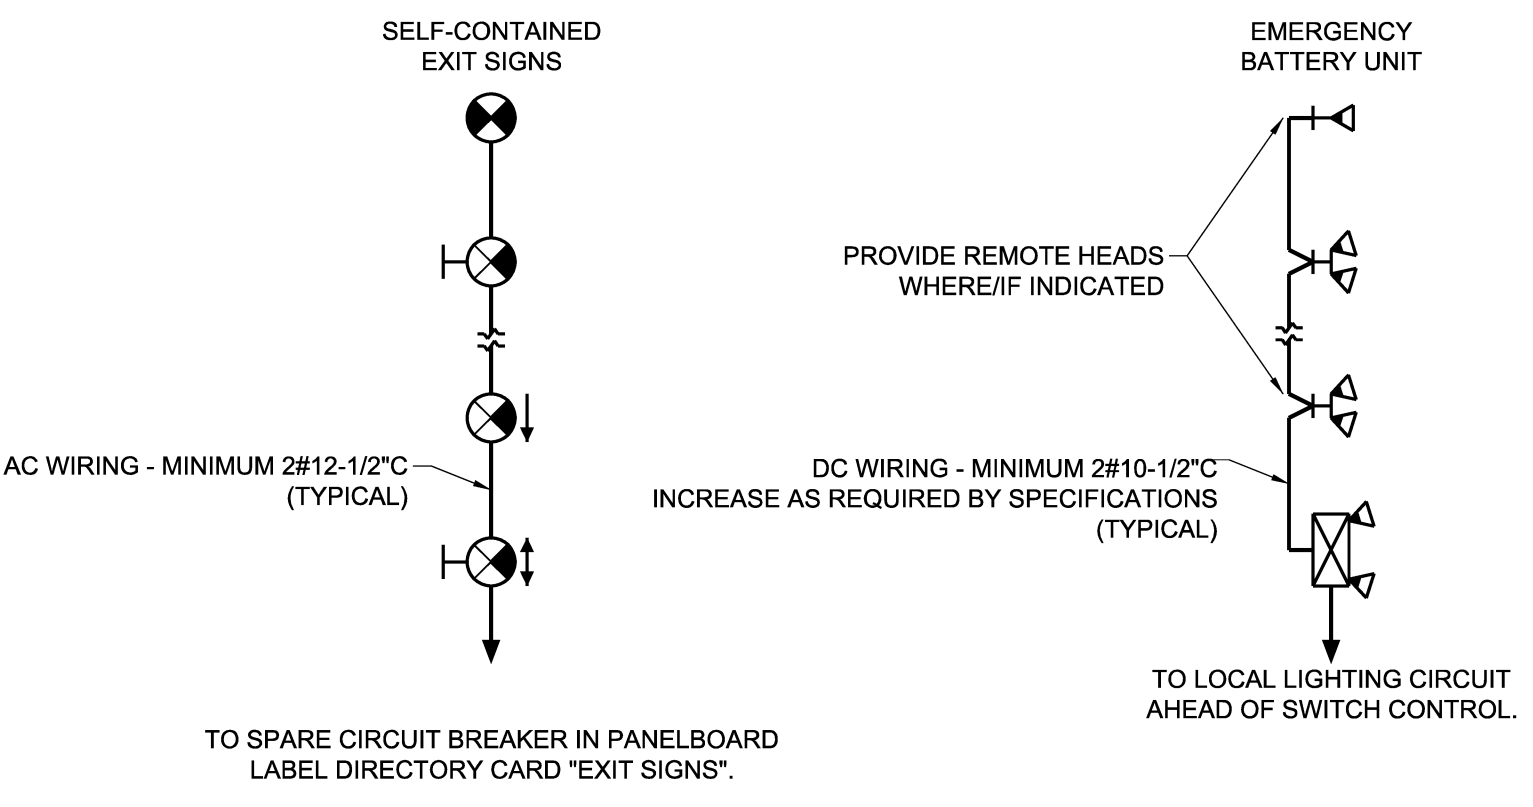 SELF-CONTAINED
EXIT SIGNS
EMERGENCY
BATTERY UNIT
PROVIDE REMOTE HEADS
WHERE/IF INDICATED
AC WIRING - MINIMUM 2#12-1/2"C
(TYPICAL)
DC WIRING - MINIMUM 2#10-1/2"C
INCREASE AS REQUIRED BY SPECIFICATIONS
(TYPICAL)
TO LOCAL LIGHTING CIRCUIT
AHEAD OF SWITCH CONTROL.
TO SPARE CIRCUIT BREAKER IN PANELBOARD
LABEL DIRECTORY CARD "EXIT SIGNS".